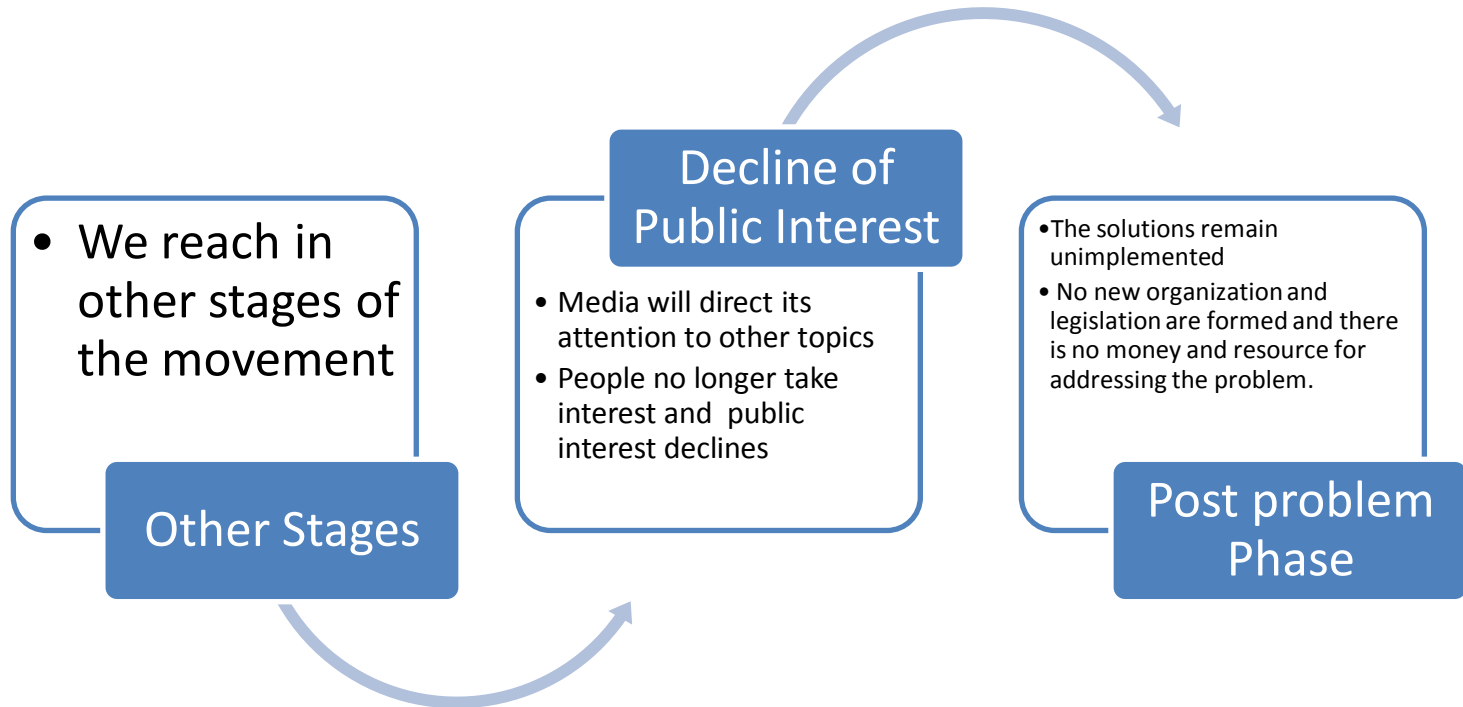 • We reach in
other stages of
the movement
Other Stages
Decline of
Public Interest
• Media will direct its
attention to other topics
• People no longer take
interest and public
interest declines
•The solutions remain
unimplemented
• No new organization and
legislation are formed and there
is no money and resource for
addressing the problem.
Post problem
Phase